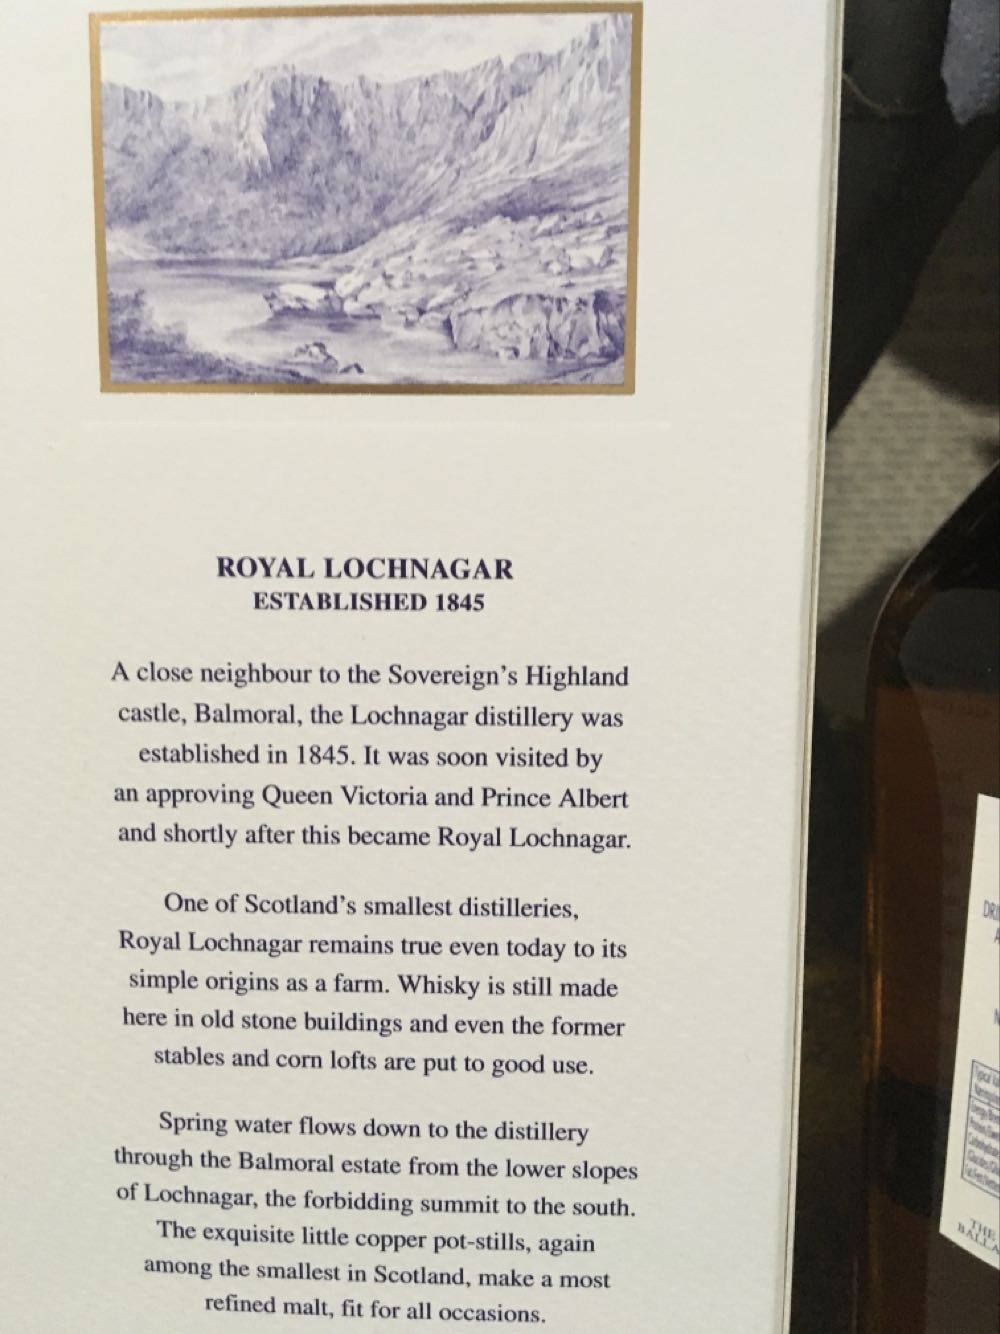 ROYAL LOCHNAGAR
ESTABLISHED 1845
A close neighbour to the Sovereign's Highland
castle, Balmoral, the Lochnagar distillery was
established in 1845. It was soon visited by
an approving Queen Victoria and Prince Albert
and shortly after this became Royal Lochnagar.
One of Scotland's smallest distilleries,
Royal Lochnagar remains true even today to its
simple origins as a farm. Whisky is still made
here in old stone buildings and even the former
stables and corn lofts are put to good use.
Spring water flows down to the distillery
through the Balmoral estate from the lower slopes
of Lochnagar, the forbidding summit to the south.
The exquisite little copper pot-stills, again
among the smallest in Scotland, make a most
refined malt, fit for all occasions.
THE